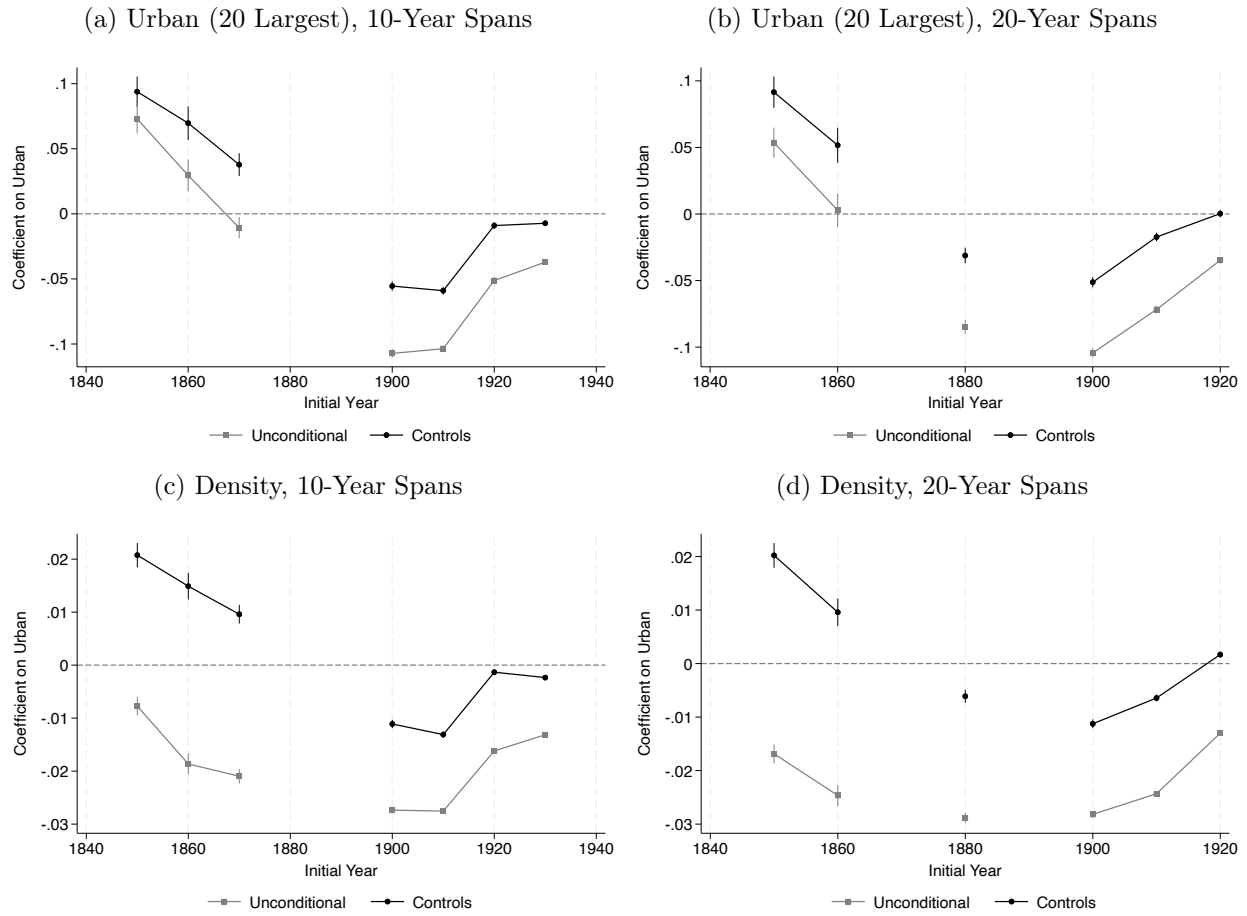 (a) Urban (20 Largest), 10-Year Spans
.1
.05
0
-.05
-.1
Coefficient on Urban
1840 1860 1880 1900 1920 1940
Initial Year
Unconditional Controls
(b) Urban (20 Largest), 20-Year Spans
.1
.05
0
-.05
-.1
Coefficient on Urban
1840 1860 1880 1900 1920
Initial Year
Unconditional Controls
(c) Density, 10-Year Spans
.02
.01
0
-.01
-.02
-.03
Coefficient on Urban
1840 1860 1880 1900 1920 1940
Initial Year
Unconditional Controls
(d) Density, 20-Year Spans
.02
.01
0
-.01
-.02
-.03
Coefficient on Urban
1840 1860 1880 1900 1920
Initial Year
Unconditional Controls